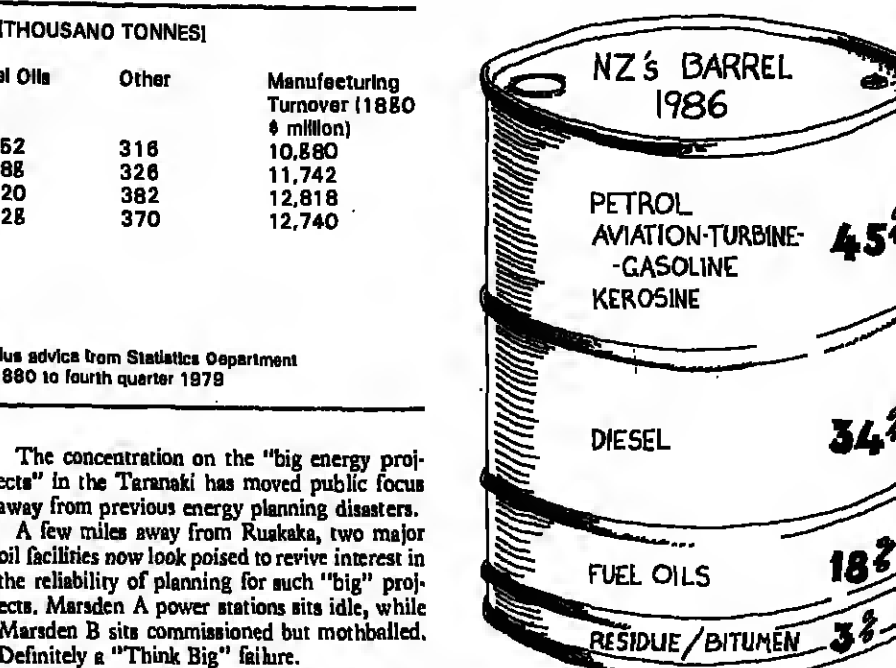 [THOUSANO TONNES]
el Oils Other Manufeeturing
Turnover (1880
$ million)
52 316 10,880
88 326 11,742
20 382 12,818
28 370 12,740
lus advica from Statistics Oepartment
880 to fourth quarter 1979
The concentration on the "big energy proj-
ects" in the Taranaki has moved public focus
away from previous energy planning disasters.
A few miles away from Ruakaka, two major
oil facilities now look poised to revive interest in
the reliability of planning for such "big" proj-
ects. Marsden A power stations sits idle, while
Marsden B sits commissioned but mothballed.
Definitely a "Think Big" failure.
NZ's BARREL
1986
PETROL
AVIATION-TURBINE- 45%
-GASOLINE
KEROSINE
DIESEL 34%
FUEL OILS 18%
RESIDUE/BITUMEN 3%